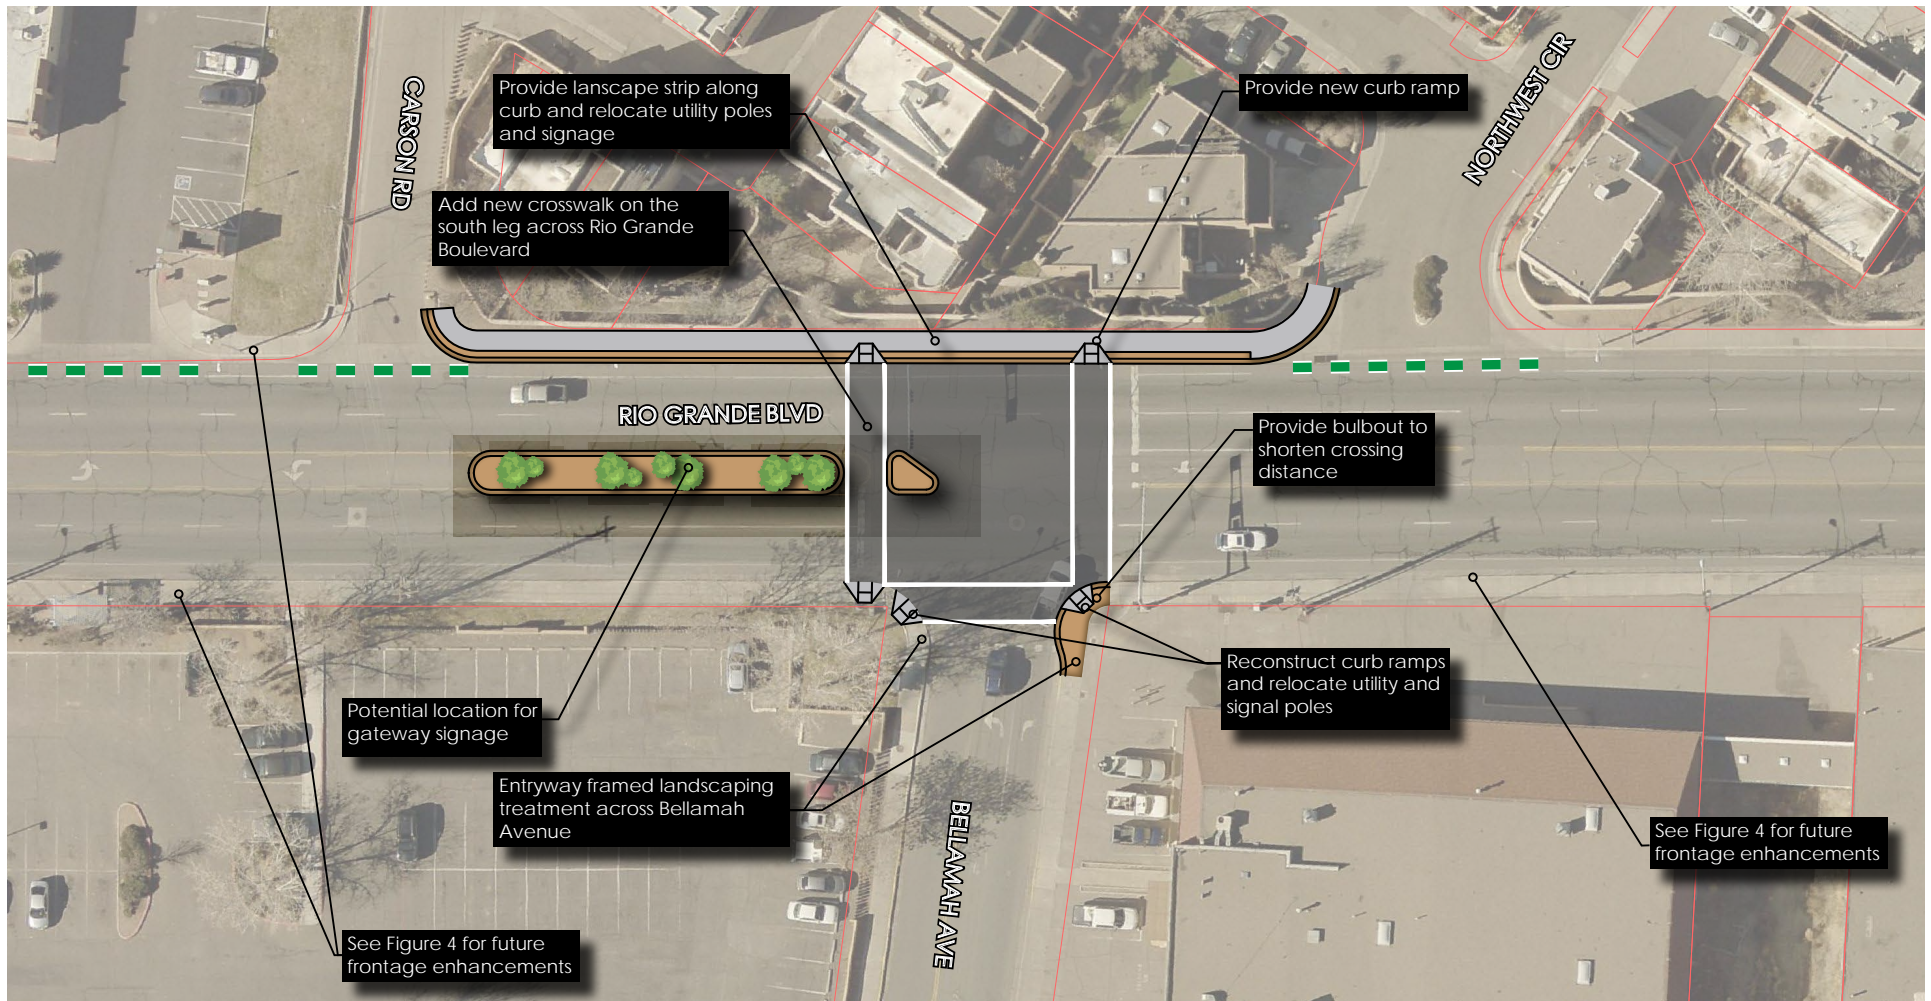 CARSON RD
Provide lanscape strip along
curb and relocate utility poles
and signage
Provide new curb ramp
NORTHWEST CIR
Add new crosswalk on the
south leg across Rio Grande
Boulevard
RIO GRANDE BLVD
Provide bulbout to
shorten crossing
distance
Reconstruct curb ramps
and relocate utility and
signal poles
Potential location for
gateway signage
Entryway framed landscaping
treatment across Bellamah
Avenue
BELLAMAH AVE
See Figure 4 for future
frontage enhancements
See Figure 4 for future
frontage enhancements